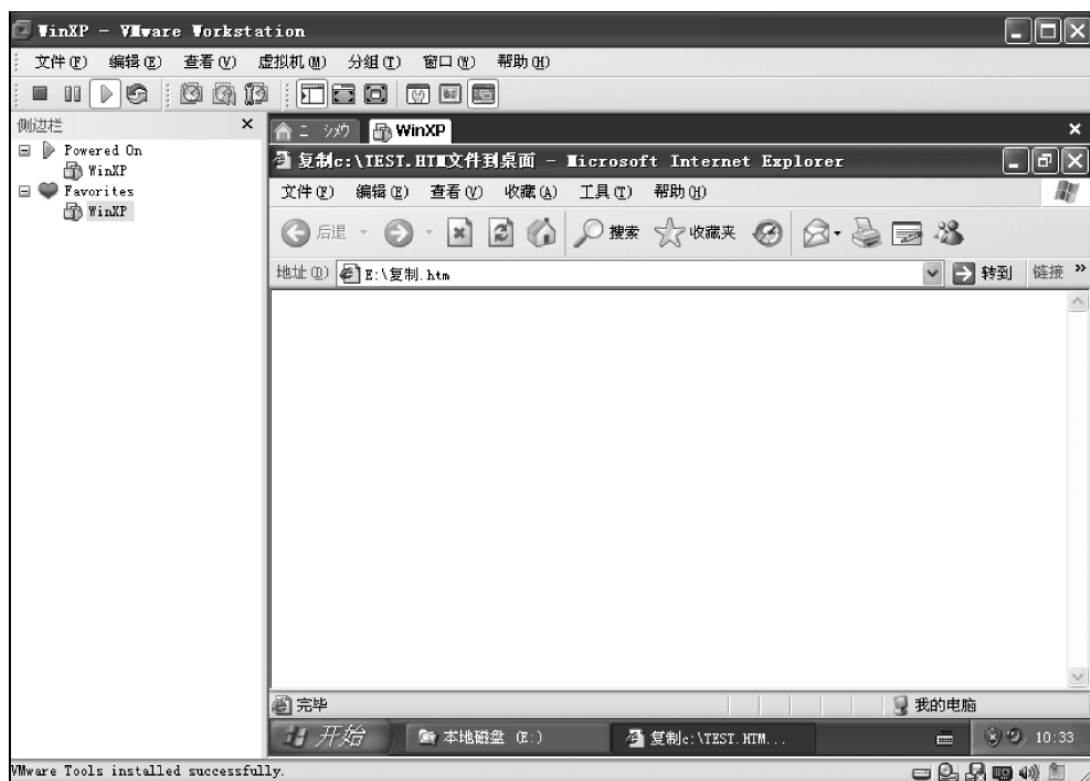 WinXP - VMware Workstation
文件(F) 编辑(E) 查看(V) 虚拟机(M) 分组(T) 窗口(W) 帮助(H)
侧边栏
Powered On
WinXP
Favorites
WinXP
WinXP
复制c:\TEST.HTM文件到桌面 - Microsoft Internet Explorer
文件(F) 编辑(E) 查看(V) 收藏(A) 工具(T) 帮助(H)
后退 搜索 收藏夹
地址(D) E:\复制.htm 转到 链接 »
完毕 我的电脑
开始 本地磁盘 (E:) 复制c:\TEST.HTM... 10:33
VMware Tools installed successfully.